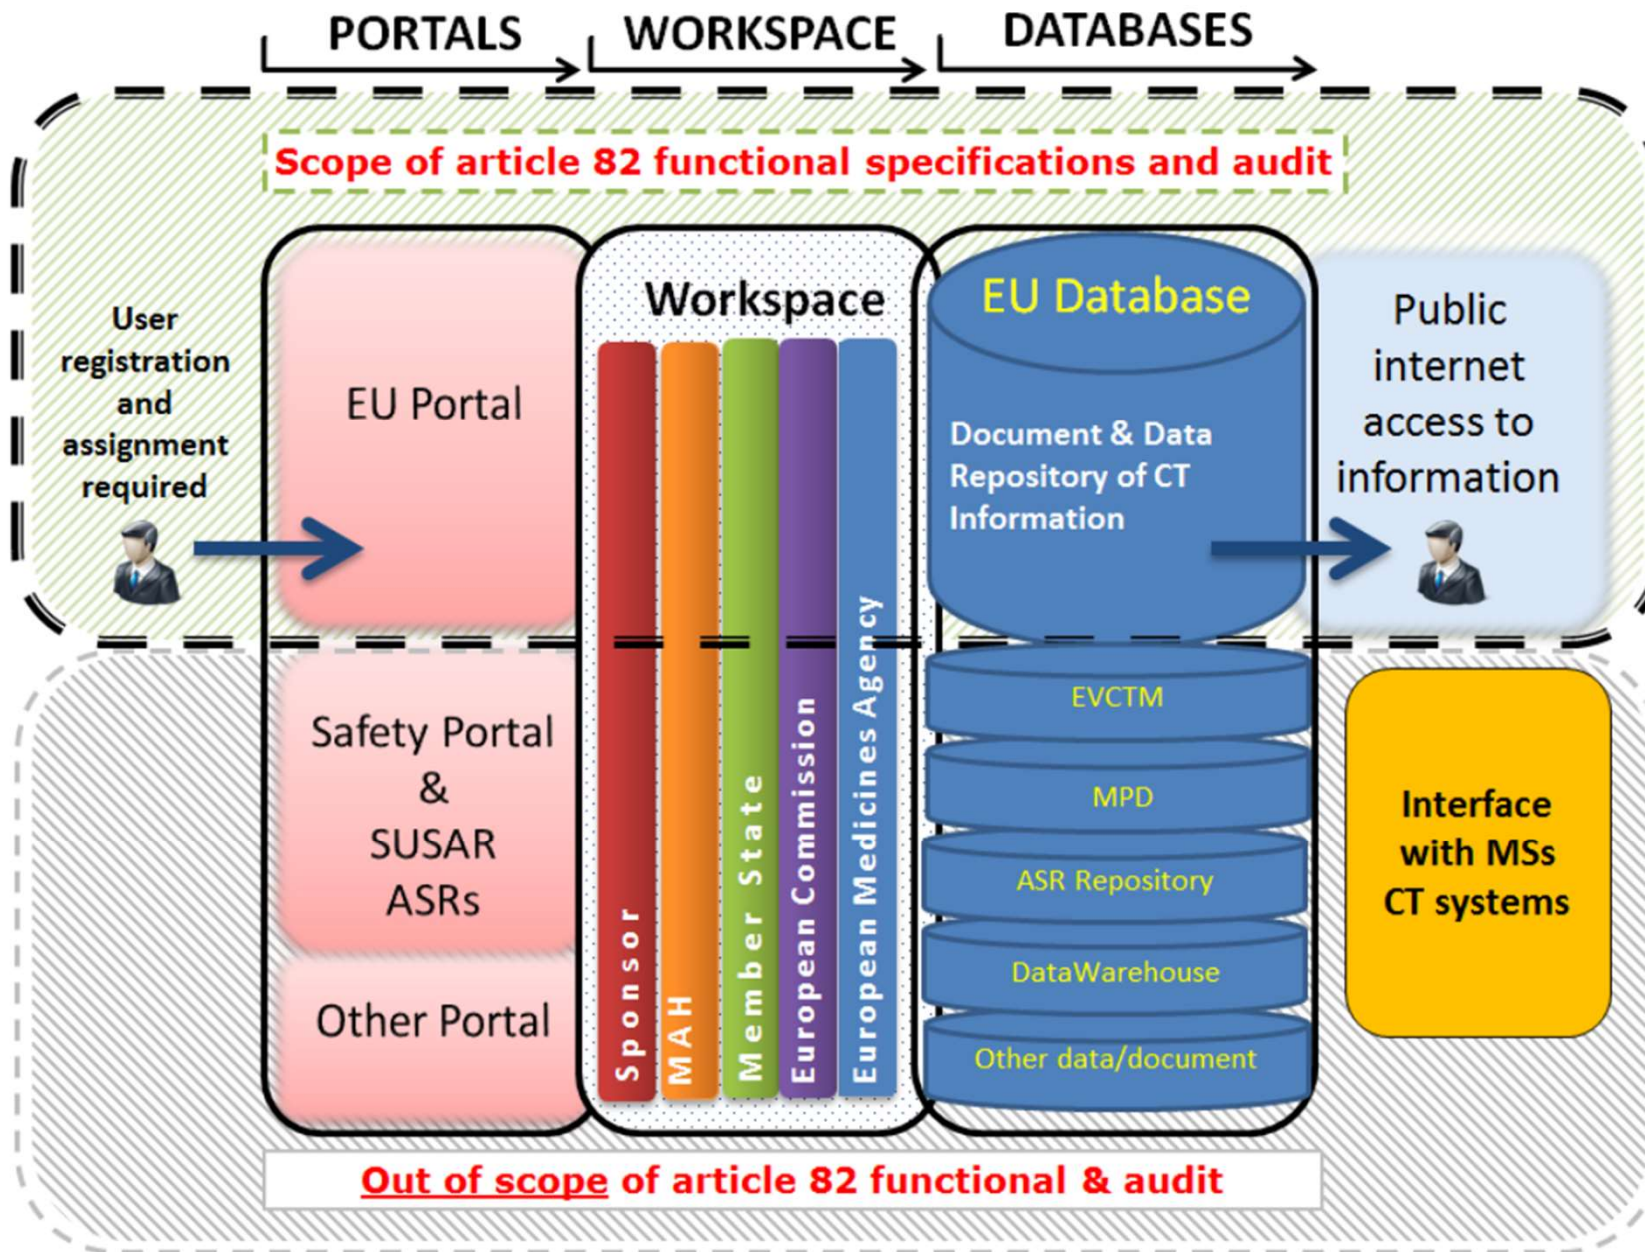 PORTALS
WORKSPACE
DATABASES
Scope of article 82 functional specifications and audit
User
registration
and
assignment
required
EU Portal
Workspace
EU Database
Document & Data
Repository of CT
Information
Public
internet
access to
information
Safety Portal
&
SUSAR
ASRs
Other Portal
Sponsor
MAH
Member State
European Commission
European Medicines Agency
EVCTM
MPD
ASR Repository
DataWarehouse
Other data/document
Interface
with MSs
CT systems
Out of scope of article 82 functional & audit